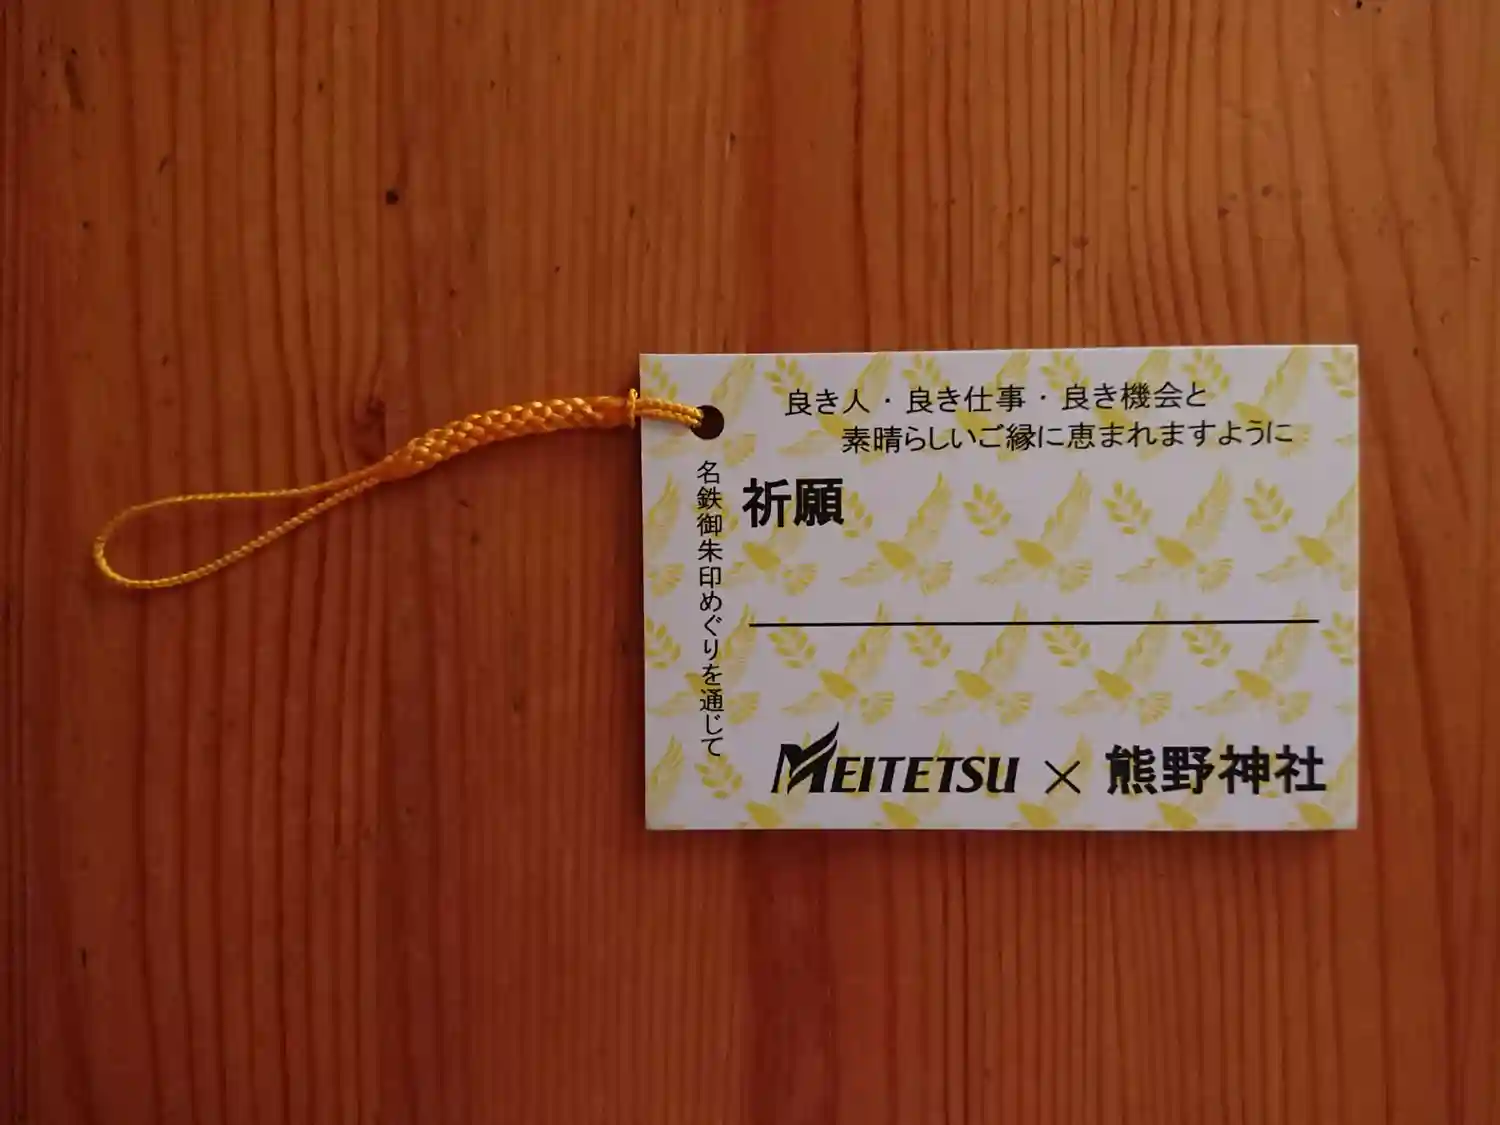 良き人・良き仕事・良き機会と
素晴らしいご縁に恵まれますように
名鉄御朱印めぐりを通じて
祈願
MEITETSU × 熊野神社